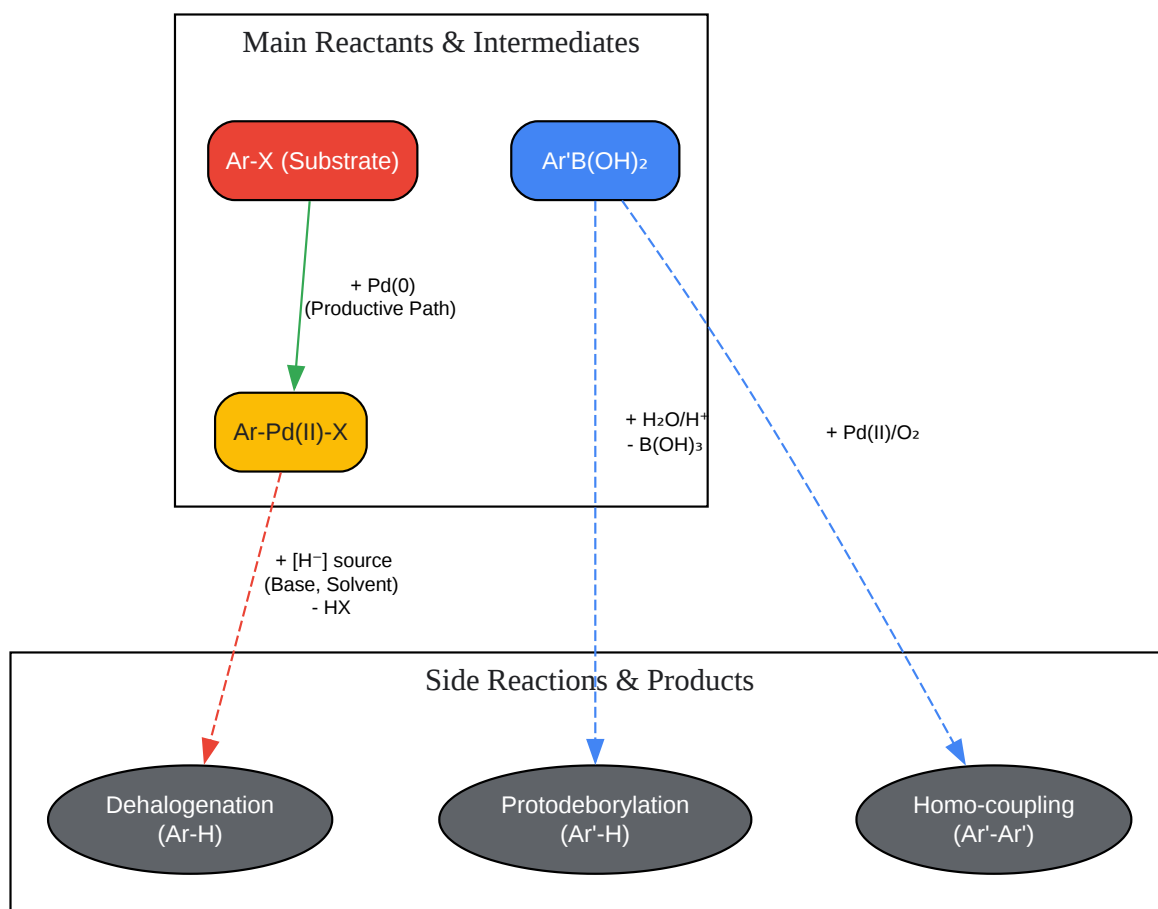 Main Reactants & Intermediates
Ar-X (Substrate)
Ar'B(OH)₂
+ Pd(0)
(Productive Path)
Ar-Pd(II)-X
+ H₂O/H⁺
- B(OH)₃
+ Pd(II)/O₂
+ [H⁻] source
(Base, Solvent)
- HX
Side Reactions & Products
Dehalogenation
(Ar-H)
Protodeborylation
(Ar'-H)
Homo-coupling
(Ar'-Ar')